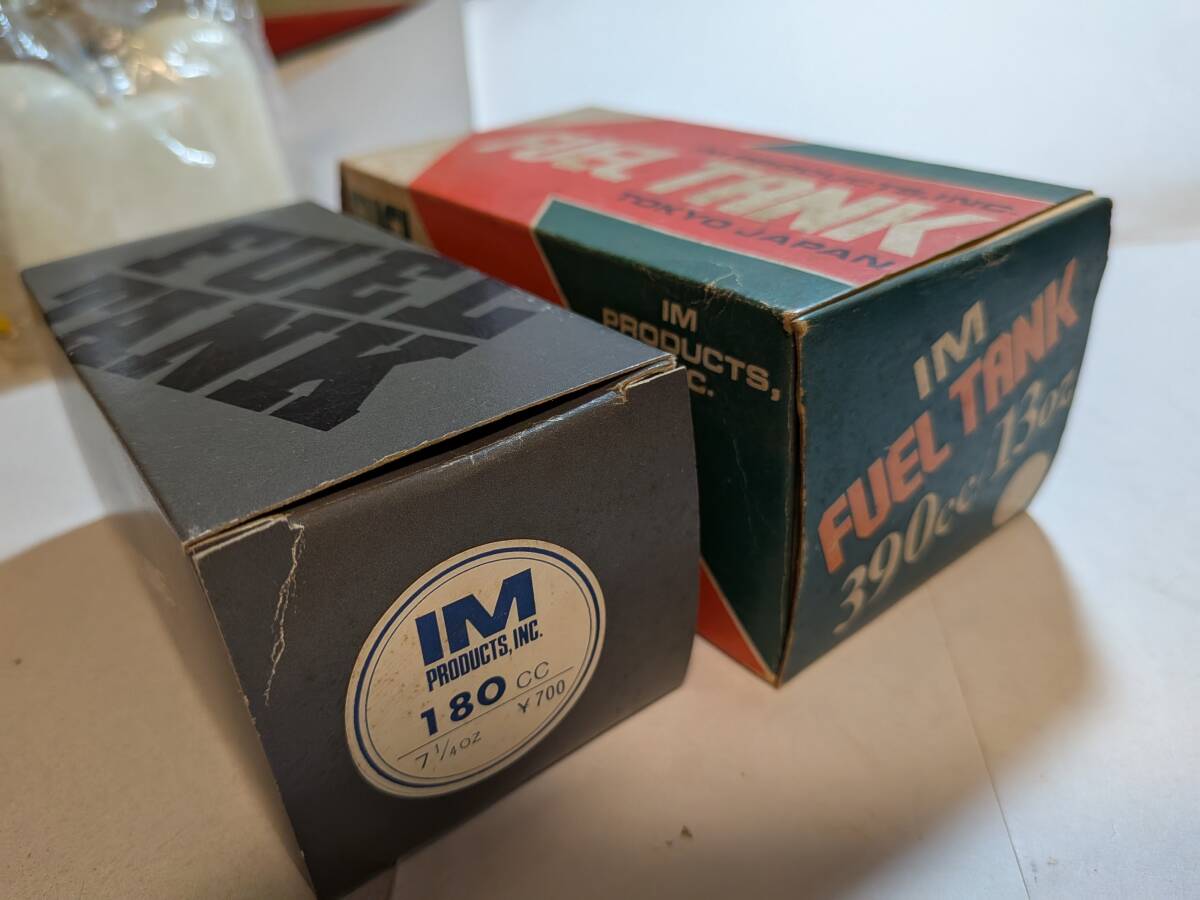 FUEL
TANK
IM
PRODUCTS, INC.
180 CC
¥700
7 1/4 OZ
FUEL TANK
PRODUCTS, INC.
TOKYO JAPAN
IM
PRODUCTS,
IM
FUEL TANK
390cc/13oz